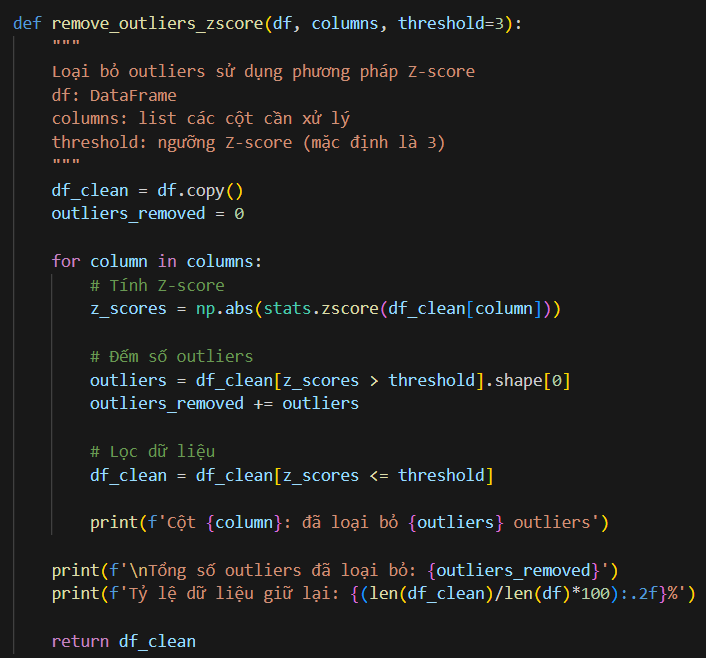 def remove_outliers_zscore(df, columns, threshold=3):
    """
    Loại bỏ outliers sử dụng phương pháp Z-score
    df: DataFrame
    columns: list các cột cần xử lý
    threshold: ngưỡng Z-score (mặc định là 3)
    """
    df_clean = df.copy()
    outliers_removed = 0

    for column in columns:
        # Tính Z-score
        z_scores = np.abs(stats.zscore(df_clean[column]))

        # Đếm số outliers
        outliers = df_clean[z_scores > threshold].shape[0]
        outliers_removed += outliers

        # Lọc dữ liệu
        df_clean = df_clean[z_scores <= threshold]

        print(f'Cột {column}: đã loại bỏ {outliers} outliers')

    print(f'\nTổng số outliers đã loại bỏ: {outliers_removed}')
    print(f'Tỷ lệ dữ liệu giữ lại: {(len(df_clean)/len(df)*100):.2f}%')

    return df_clean